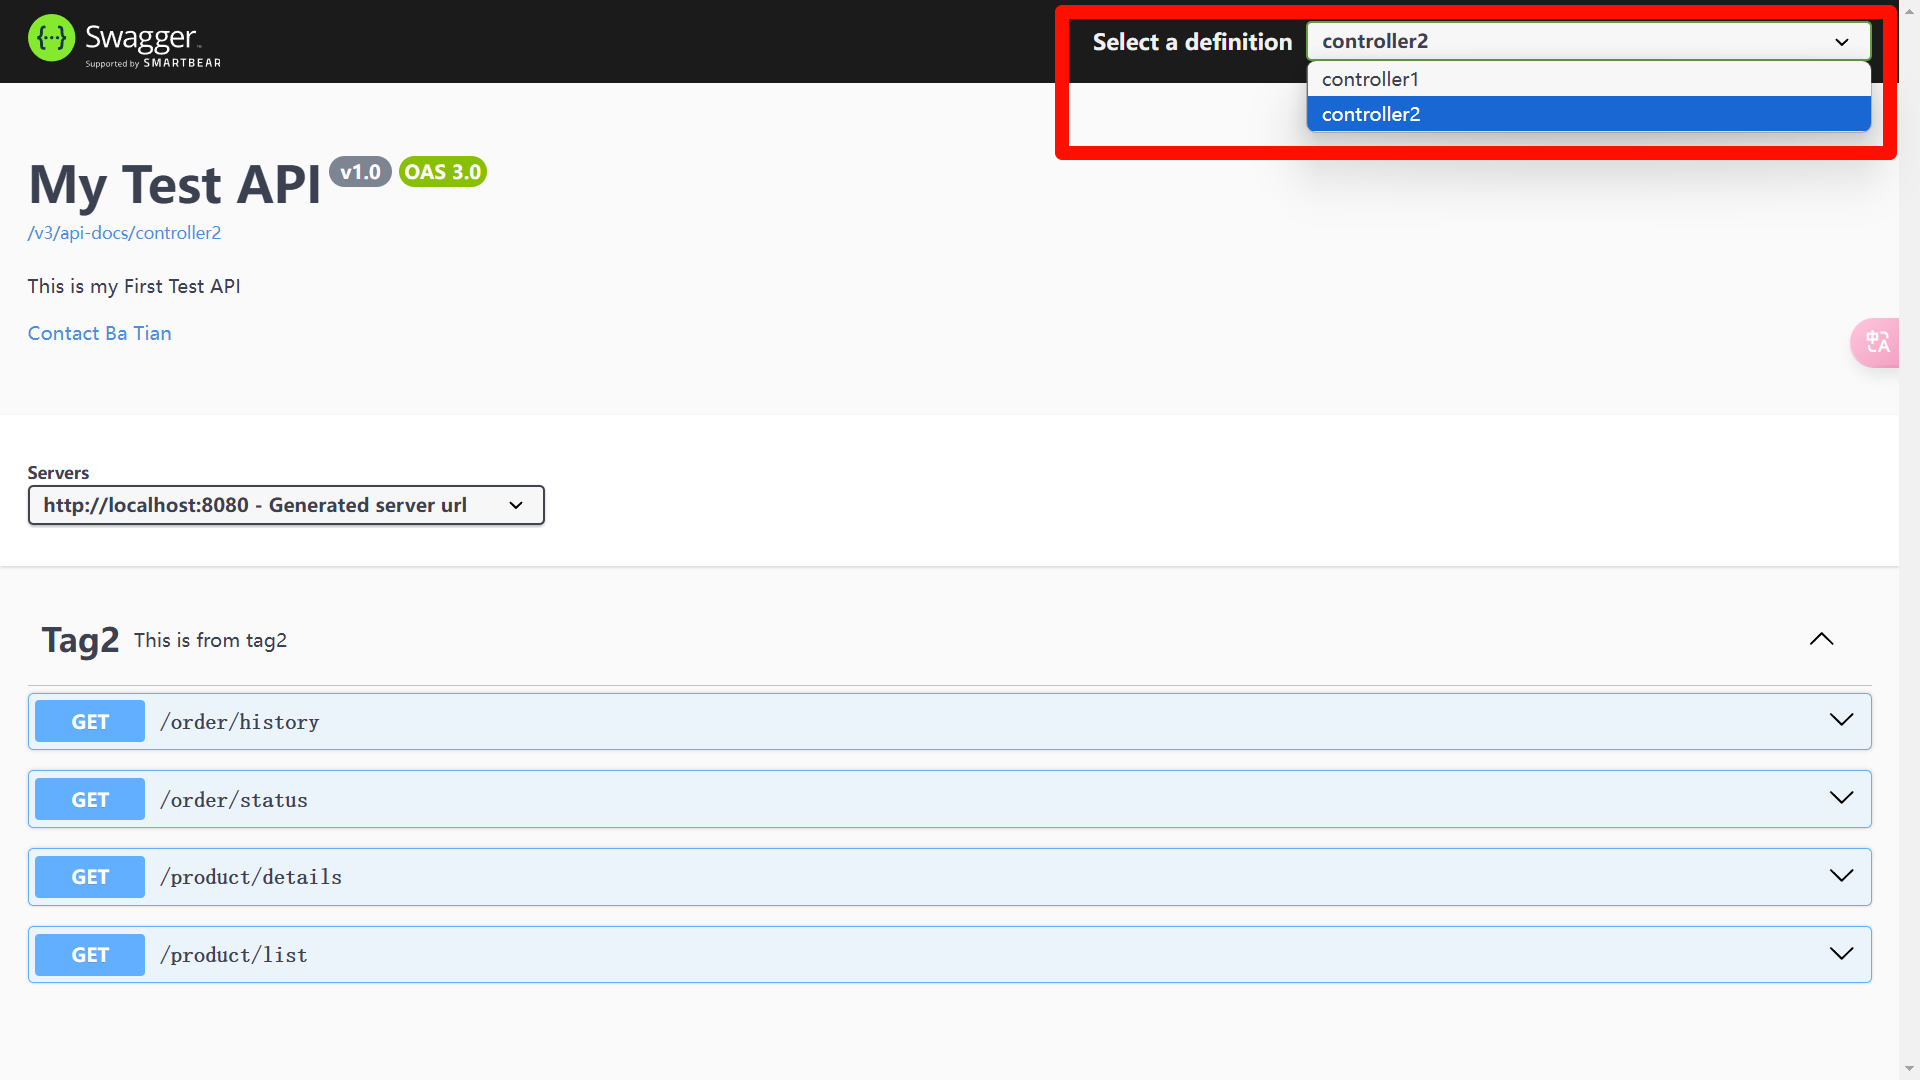 Swagger
Supported by SMARTBEAR
Select a definition
controller2
controller1
controller2
My Test API v1.0 OAS 3.0
/v3/api-docs/controller2
This is my First Test API
Contact Ba Tian
中A
Servers
http://localhost:8080 - Generated server url
Tag2 This is from tag2
GET /order/history
GET /order/status
GET /product/details
GET /product/list